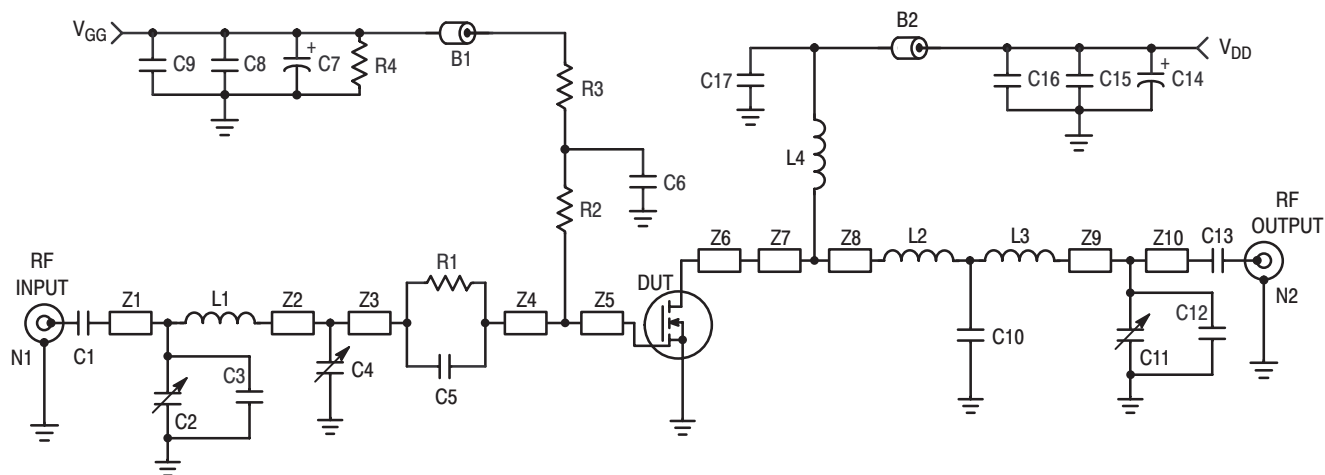 VGG
C9
C8
+
C7
R4
B1
R3
C6
R2
B2
VDD
C17
C16
C15
+
C14
L4
RF
INPUT
N1
C1
Z1
L1
Z2
Z3
R1
C5
Z4
Z5
C3
C2
C4
DUT
Z6
Z7
Z8
L2
L3
Z9
Z10
C13
RF
OUTPUT
N2
C10
C11
C12